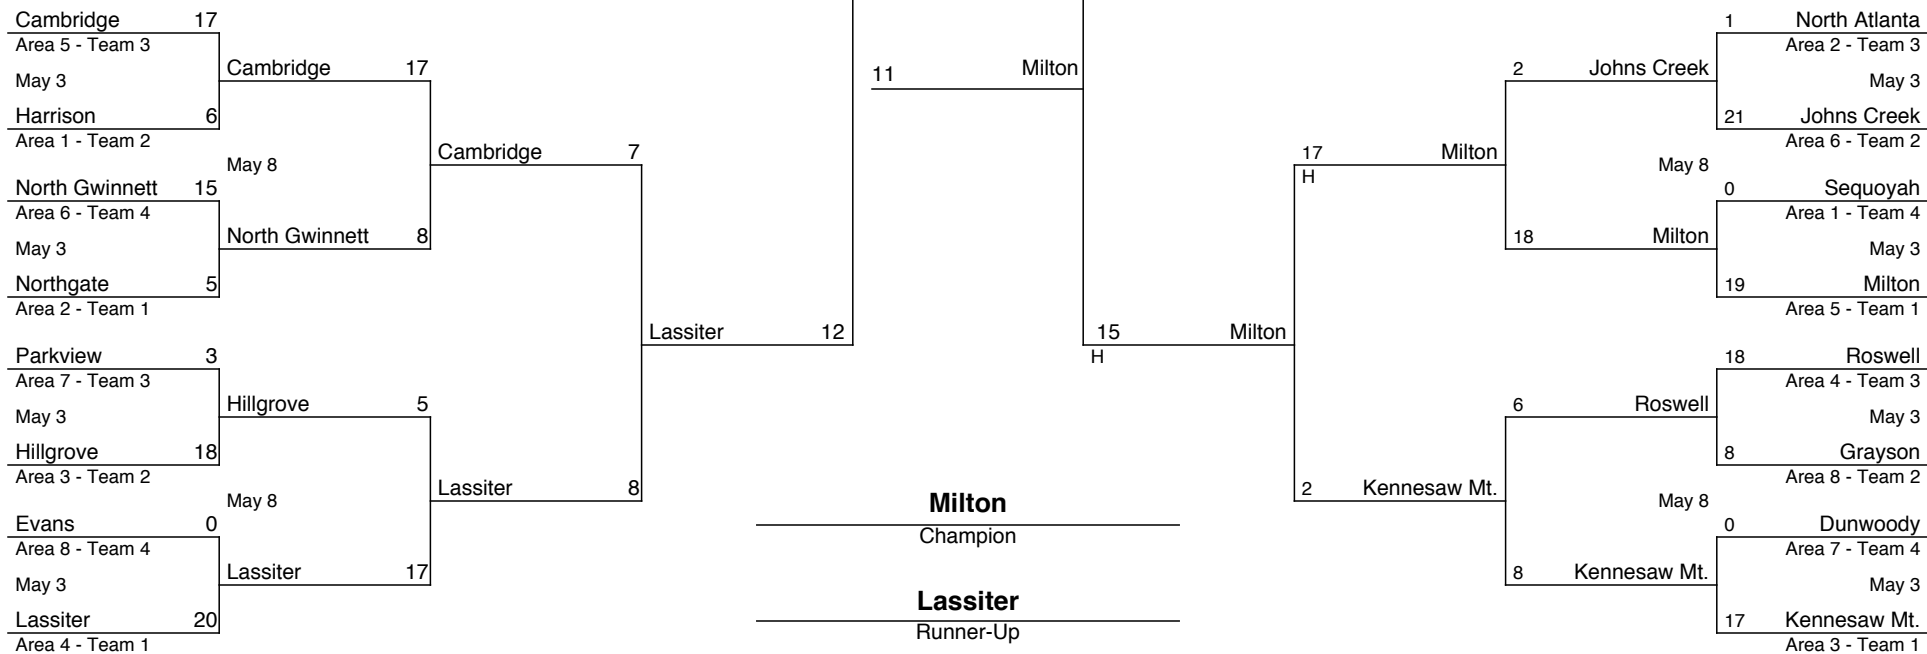 Cambridge 17
Area 5 - Team 3
May 3
Harrison 6
Area 1 - Team 2
North Gwinnett 15
Area 6 - Team 4
May 3
Northgate 5
Area 2 - Team 1
Parkview 3
Area 7 - Team 3
May 3
Hillgrove 18
Area 3 - Team 2
Evans 0
Area 8 - Team 4
May 3
Lassiter 20
Area 4 - Team 1
Cambridge 17
May 8
North Gwinnett 8
Hillgrove 5
May 8
Lassiter 17
Cambridge 7
Lassiter 8
Lassiter 12
11 Milton
Milton
Champion
Lassiter
Runner-Up
15 Milton
H
17 Milton
H
2 Kennesaw Mt.
2 Johns Creek
May 8
18 Milton
6 Roswell
May 8
8 Kennesaw Mt.
1 North Atlanta
Area 2 - Team 3
May 3
21 Johns Creek
Area 6 - Team 2
0 Sequoyah
Area 1 - Team 4
May 3
19 Milton
Area 5 - Team 1
18 Roswell
Area 4 - Team 3
May 3
8 Grayson
Area 8 - Team 2
0 Dunwoody
Area 7 - Team 4
May 3
17 Kennesaw Mt.
Area 3 - Team 1